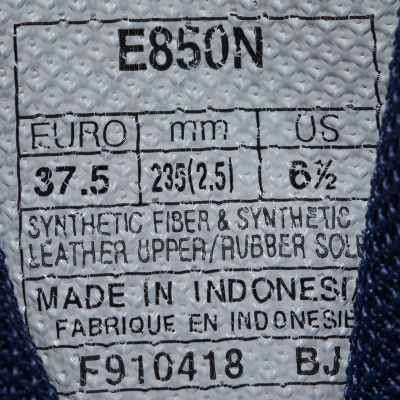 E850N
EURO mm US
37.5 235(2.5) 6½
SYNTHETIC FIBER & SYNTHETIC
LEATHER UPPER/RUBBER SOLE
MADE IN INDONESI
FABRIQUE EN INDONESIE
F910418 BJ